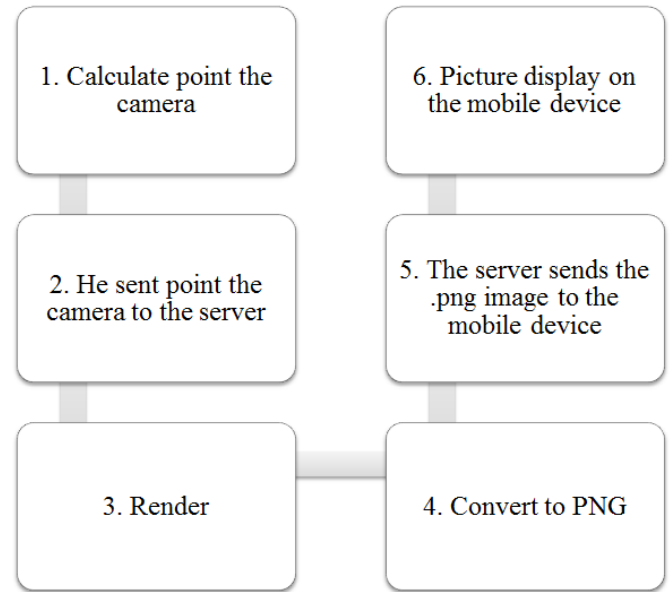 1. Calculate point the
camera
2. He sent point the
camera to the server
3. Render
4. Convert to PNG
5. The server sends the
.png image to the
mobile device
6. Picture display on
the mobile device